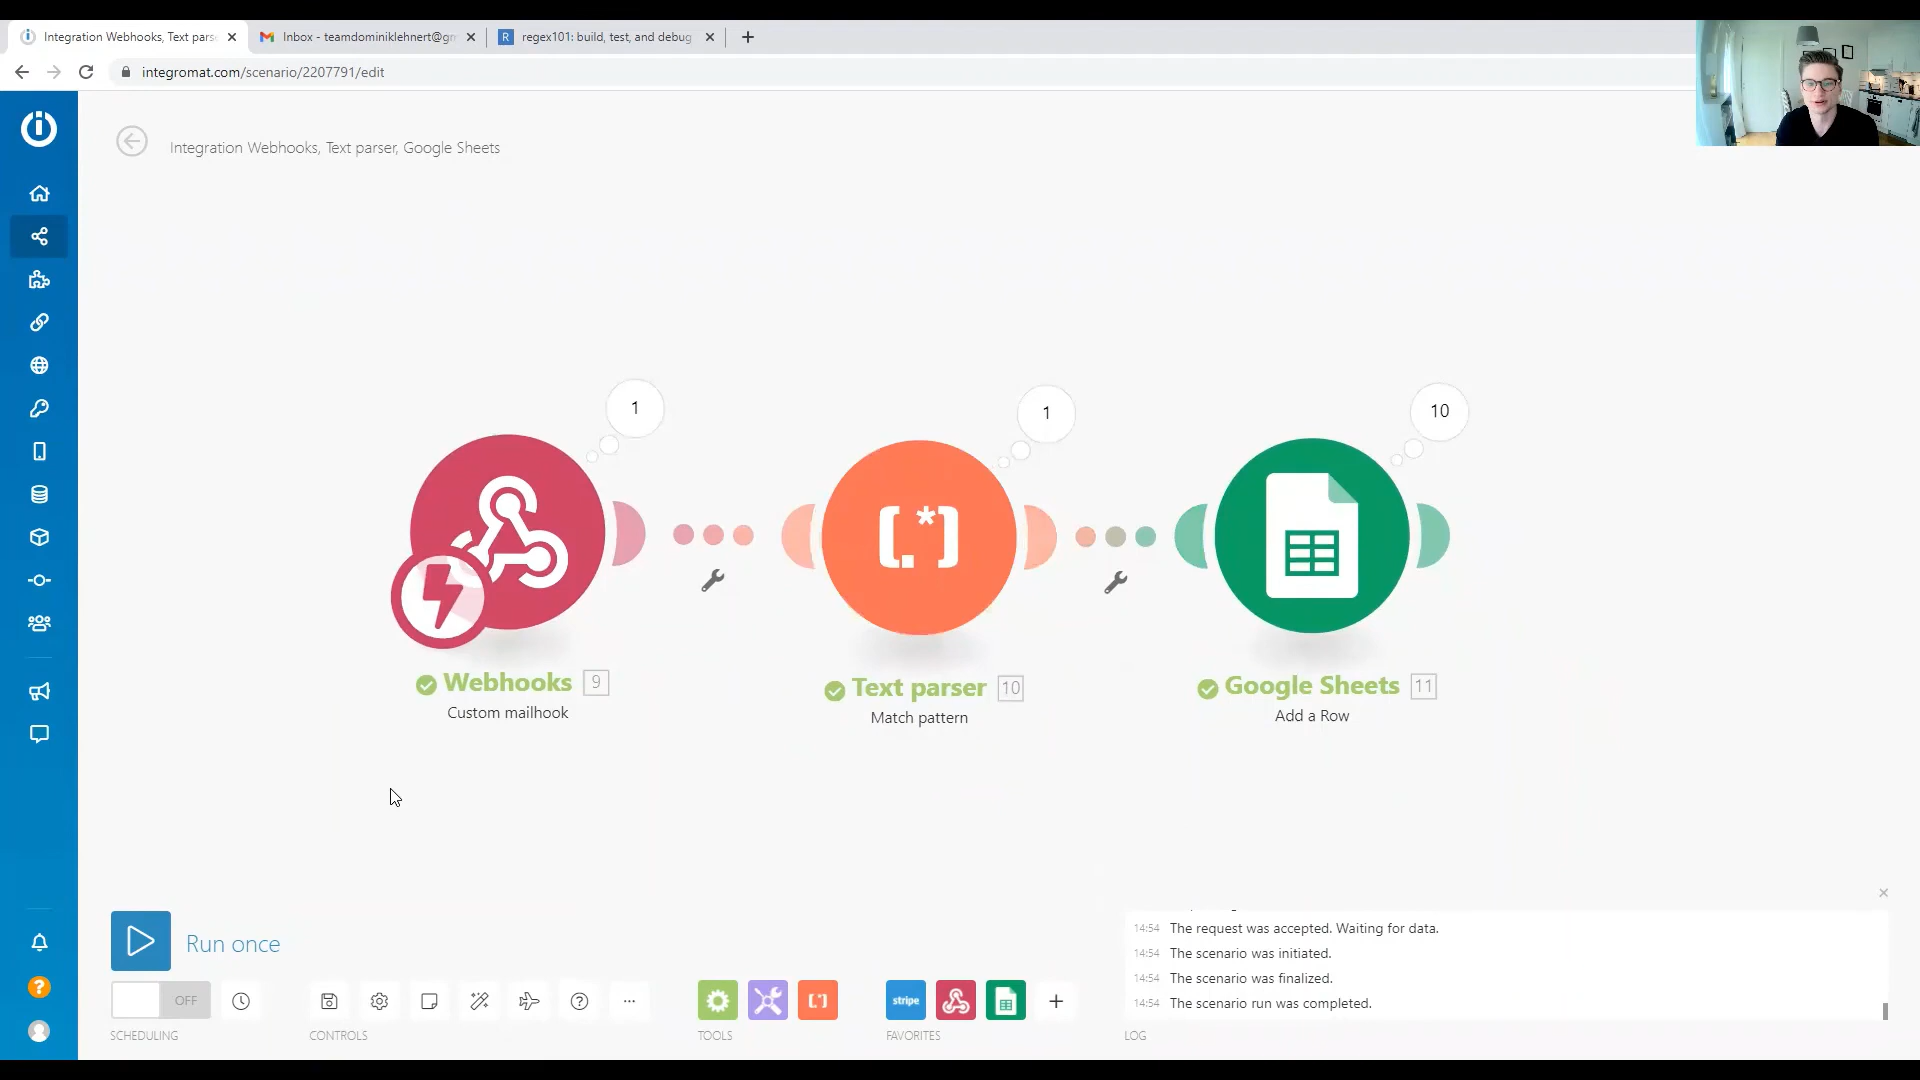 Integration Webhooks, Text parse
Inbox - teamdominiklehnert@gm
R regex101: build, test, and debug
integromat.com/scenario/2207791/edit
Integration Webhooks, Text parser, Google Sheets
1
1
10
[.*]
Webhooks 9
Custom mailhook
Text parser 10
Match pattern
Google Sheets 11
Add a Row
Run once
OFF
SCHEDULING
CONTROLS
[.*]
TOOLS
stripe
FAVORITES
14:54 The request was accepted. Waiting for data.
14:54 The scenario was initiated.
14:54 The scenario was finalized.
14:54 The scenario run was completed.
LOG